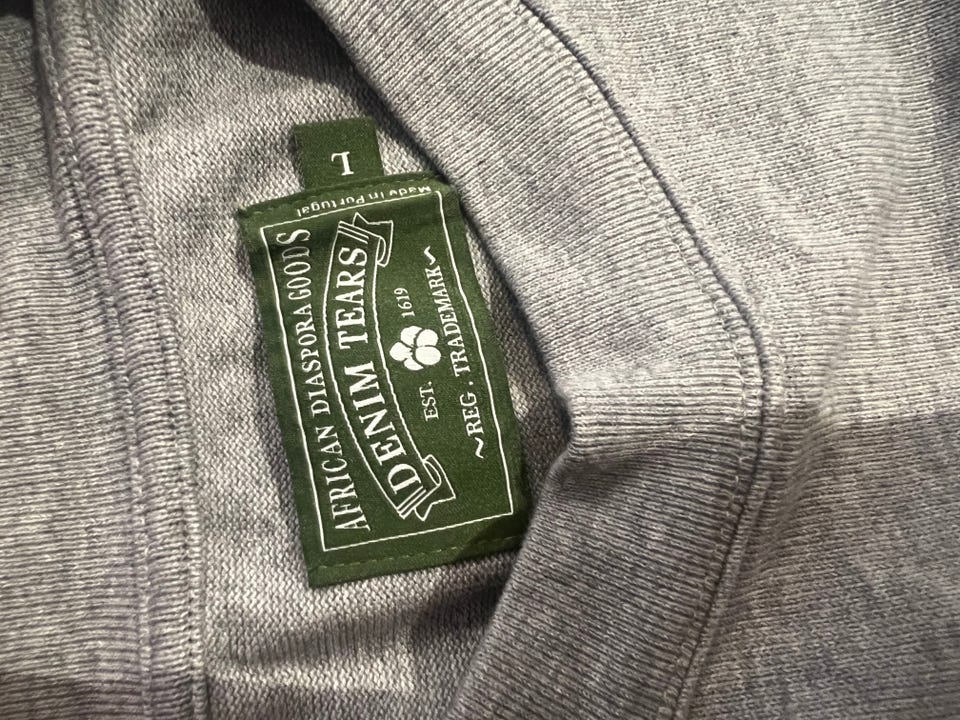 AFRICAN DIASPORA GOODS
DENIM TEARS
EST. 1619
~REG. TRADEMARK~
Made in Portugal
L